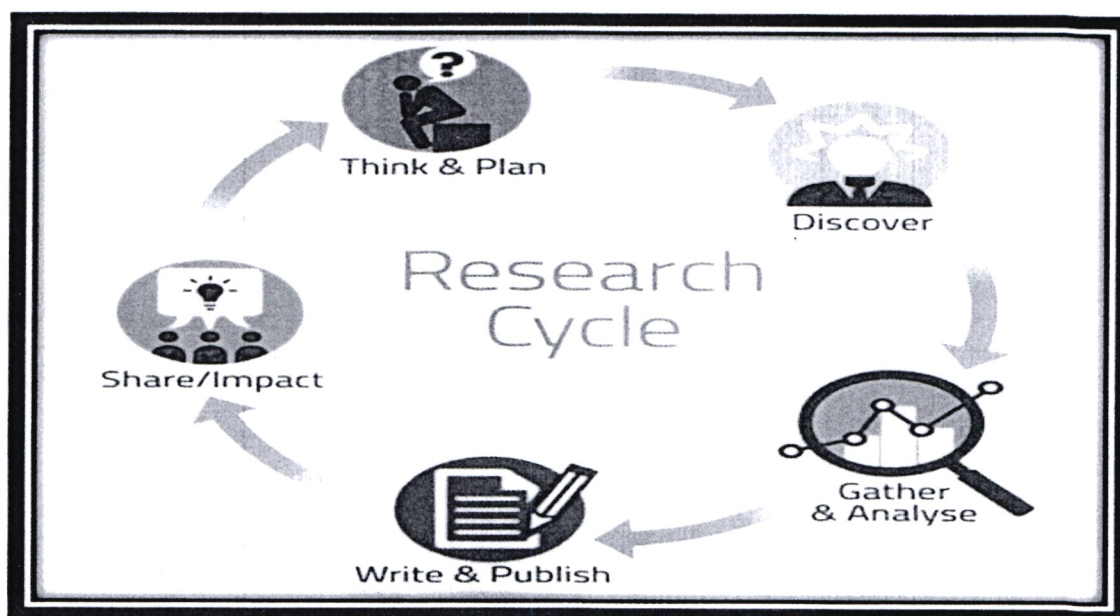 ?
Think & Plan
Discover
Research
Cycle
Share/Impact
Gather
& Analyse
Write & Publish